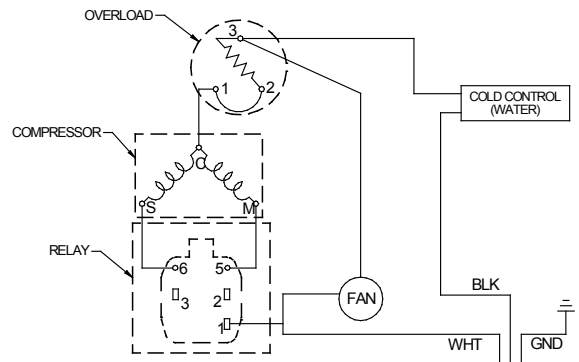 OVERLOAD
3
1
2
COLD CONTROL
(WATER)
COMPRESSOR
C
S
M
RELAY
6
5
3
2
1
FAN
BLK
WHT
GND